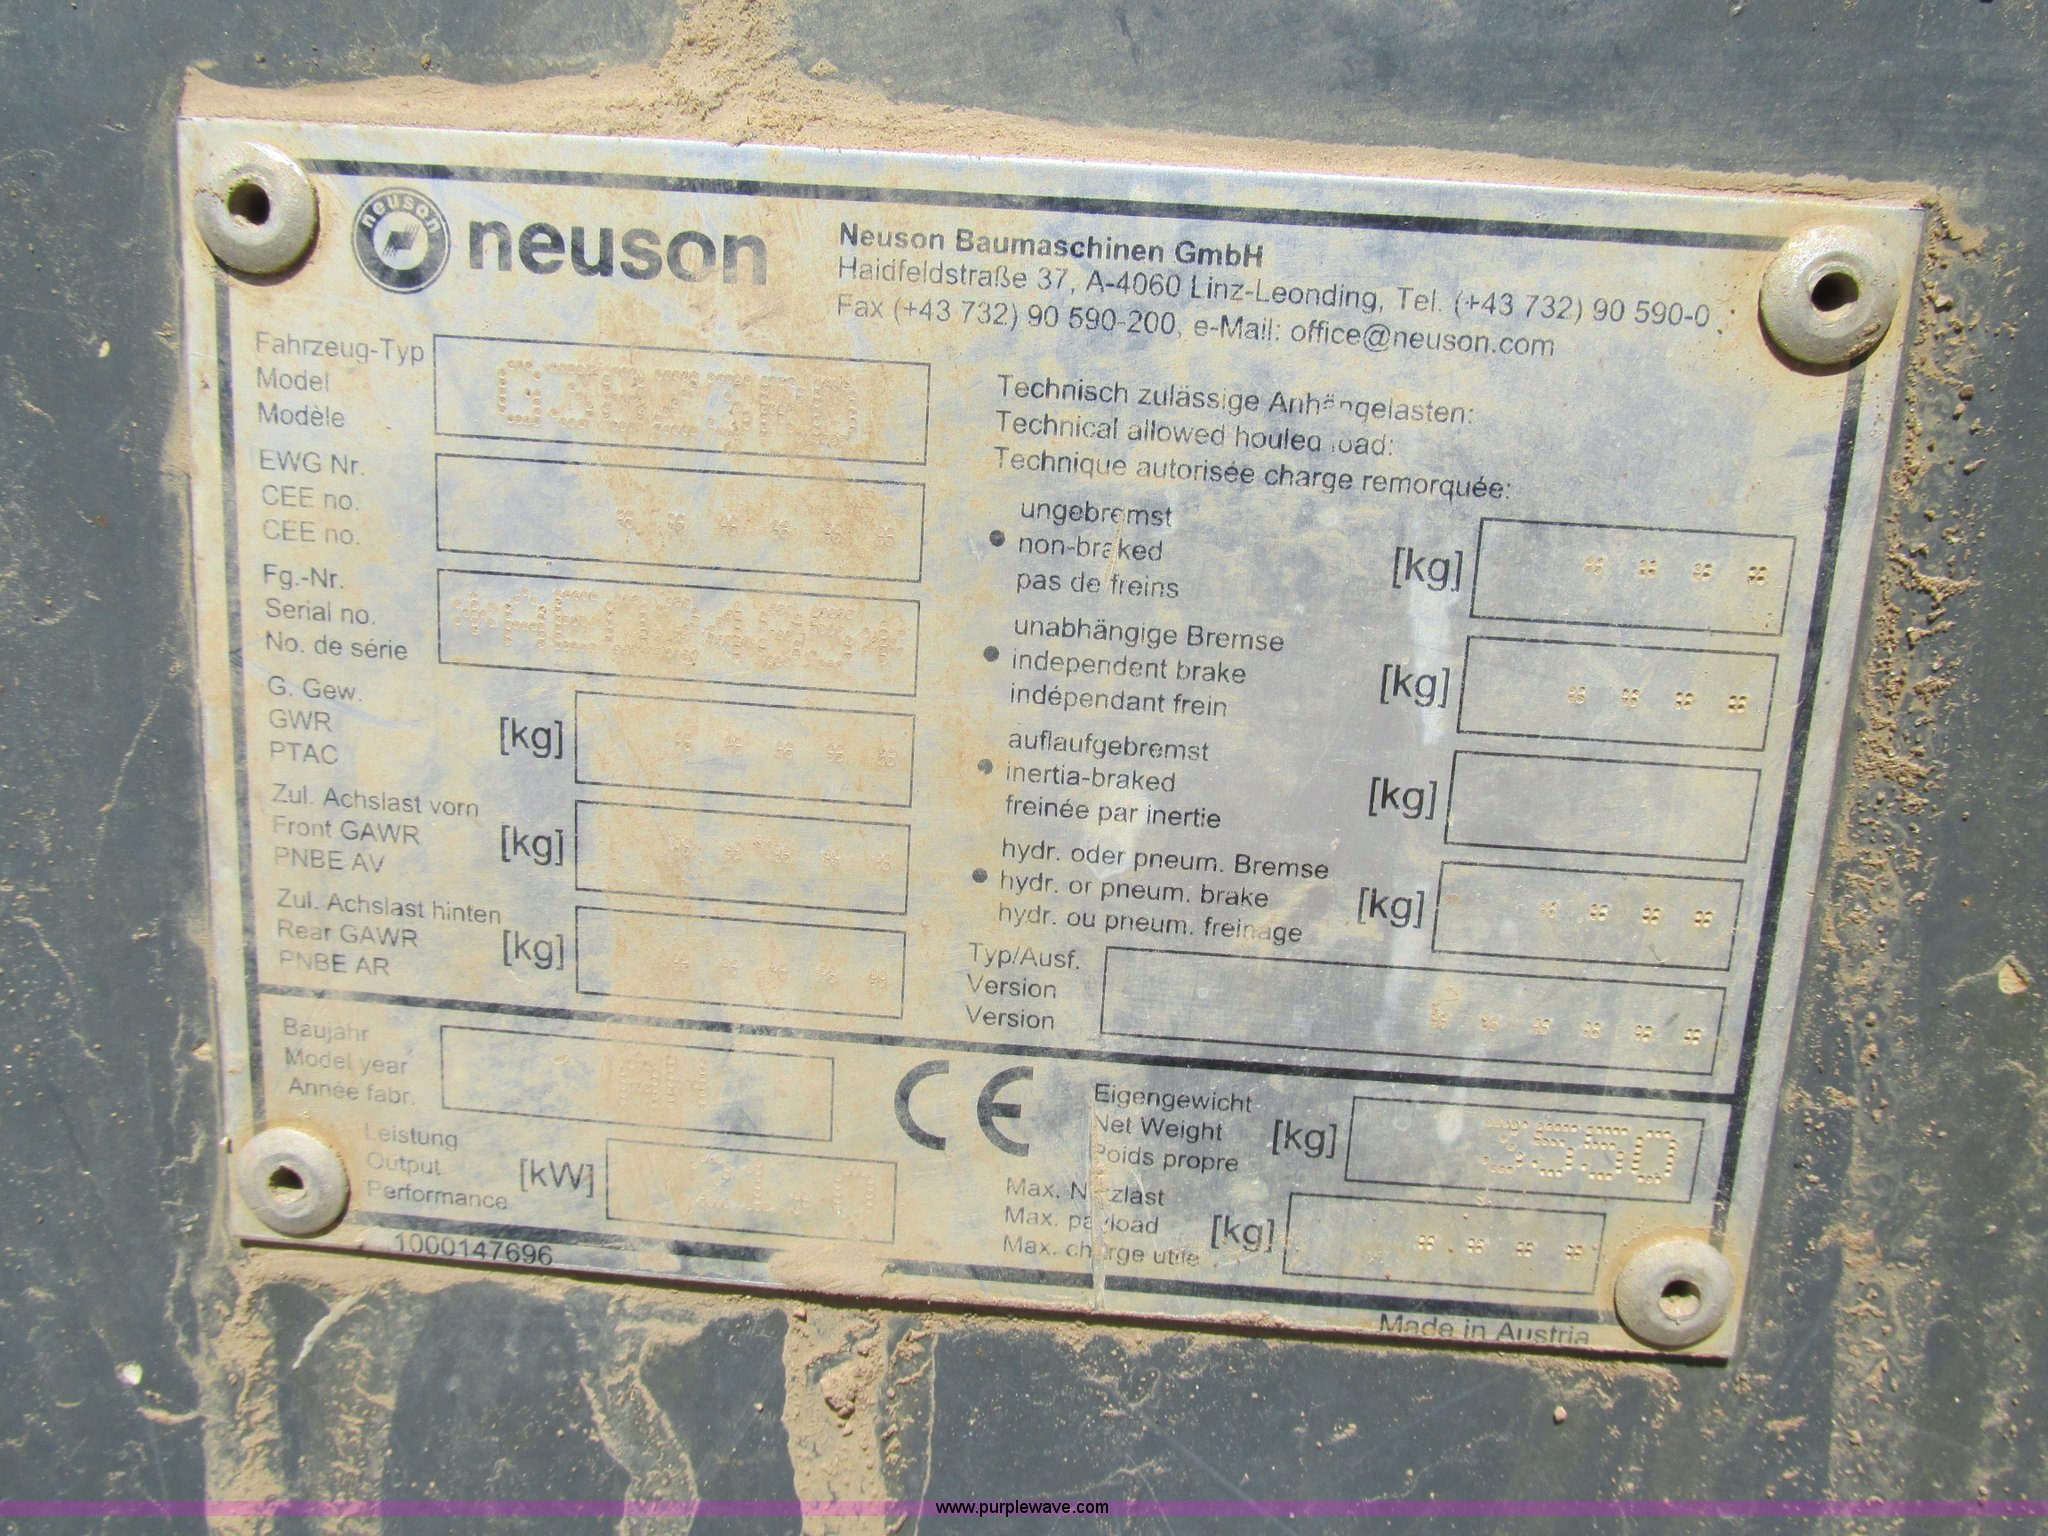 neuson
neuson
Neuson Baumaschinen GmbH
Haidfeldstraße 37, A-4060 Linz-Leonding, Tel. (+43 732) 90 590-0
Fax (+43 732) 90 590-200, e-Mail: office@neuson.com
Fahrzeug-Typ
Model
Modèle
EWG Nr.
CEE no.
CEE no.
Fg.-Nr.
Serial no.
No. de série
G. Gew.
GWR
PTAC
[kg]
Zul. Achslast vorn
Front GAWR
PNBE AV
[kg]
Zul. Achslast hinten
Rear GAWR
PNBE AR
[kg]
Technisch zulässige Anhängelasten:
Technical allowed houled load:
Technique autorisée charge remorquée:
ungebremst
non-braked
pas de freins
[kg]
unabhängige Bremse
independent brake
indépendant frein
[kg]
auflaufgebremst
inertia-braked
freinée par inertie
[kg]
hydr. oder pneum. Bremse
hydr. or pneum. brake
hydr. ou pneum. freinage
[kg]
Typ/Ausf.
Version
Version
Baujahr
Model year
Année fabr.
Leistung
Output
Performance
[kW]
CE
Eigengewicht
Net Weight
Poids propre
[kg]
Max. Nutzlast
Max. payload
Max. charge utile
[kg]
1000147696
Made in Austria
www.purplewave.com